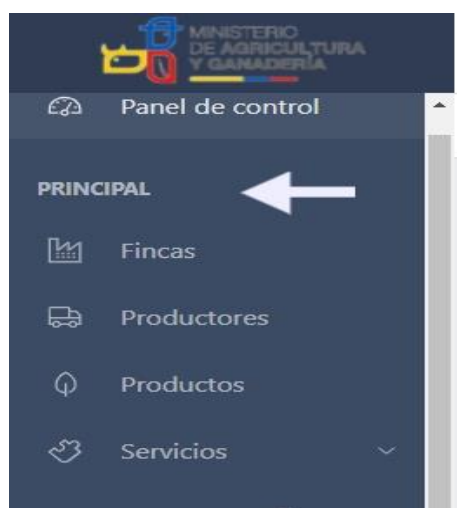 MINISTERIO
DE AGRICULTURA
Y GANADERÍA
Panel de control
PRINCIPAL
Fincas
Productores
Productos
Servicios